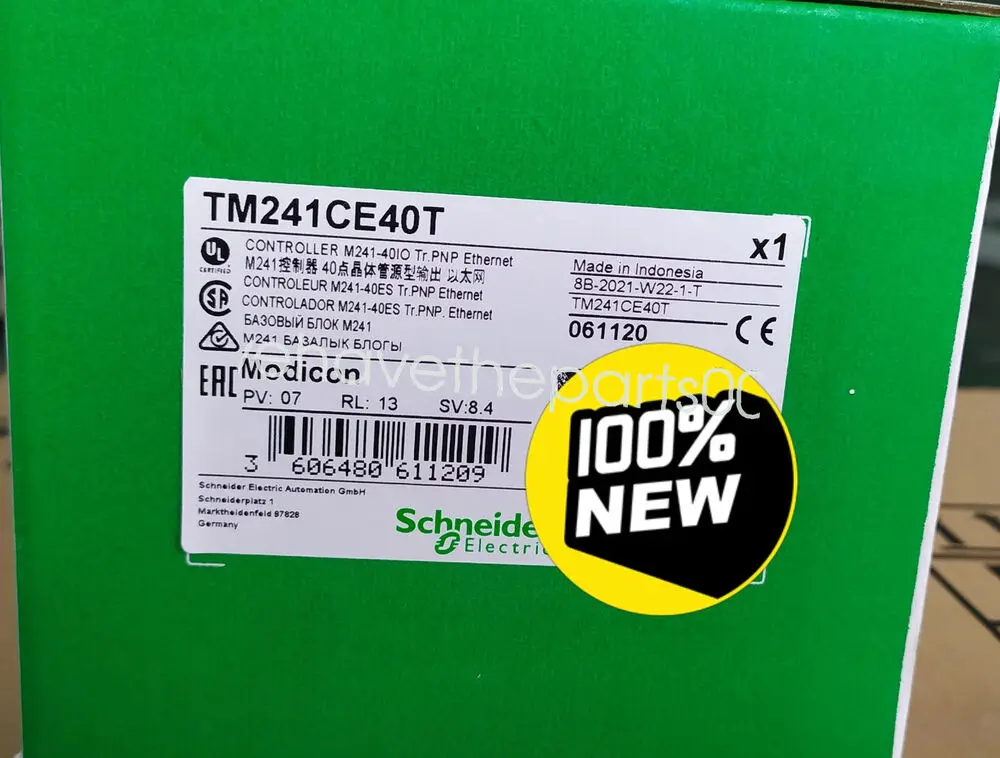 TM241CE40T
x1
UL
CERTIFIED
CONTROLLER M241-40IO Tr.PNP Ethernet
M241控制器 40点晶体管源型输出 以太网
CONTROLEUR M241-40ES Tr.PNP Ethernet
CONTROLADOR M241-40ES Tr.PNP. Ethernet
БАЗОВЫЙ БЛОК M241
M241 БАЗАЛЫК БЛОГЫ
Made in Indonesia
8B-2021-W22-1-T
TM241CE40T
061120
CE
EAC
Modicon
PV: 07 RL: 13 SV:8.4
3 606480 611209
Schneider Electric Automation GmbH
Schneiderplatz 1
Marktheidenfeld 97828
Germany
Schneide
Electric
100%
NEW